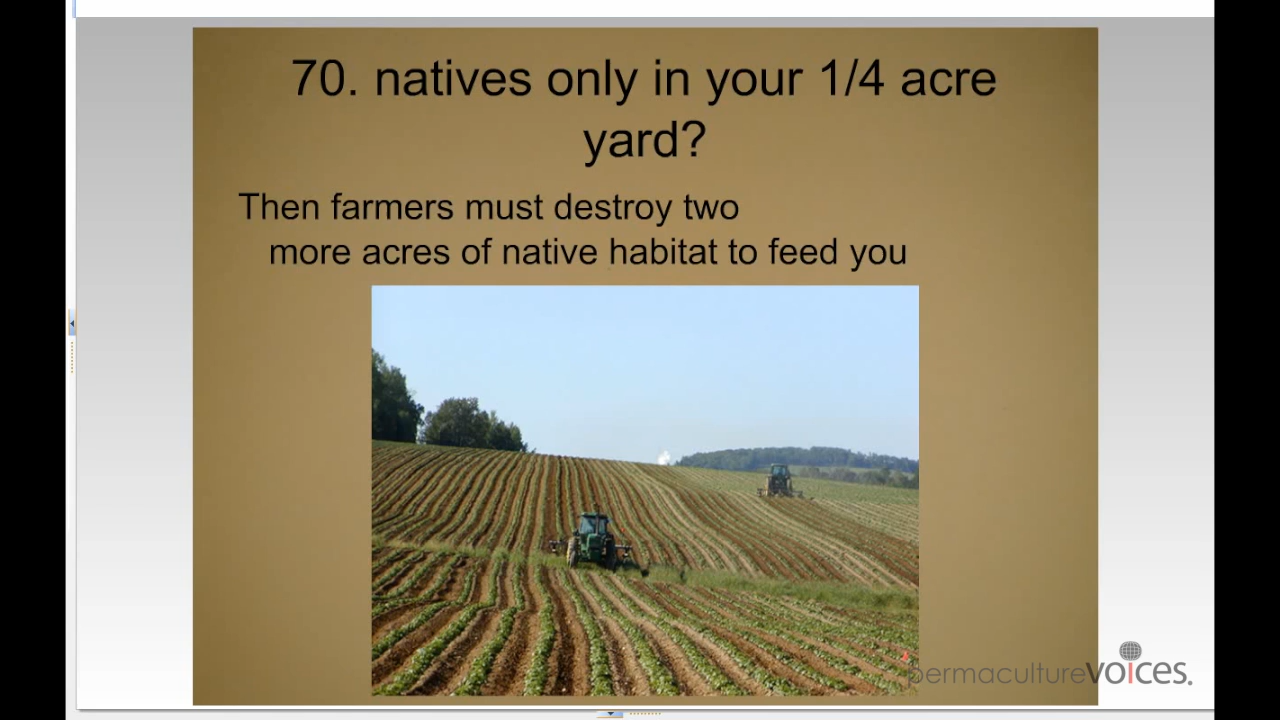 70. natives only in your 1/4 acre
yard?
Then farmers must destroy two
more acres of native habitat to feed you
permaculturevoices.